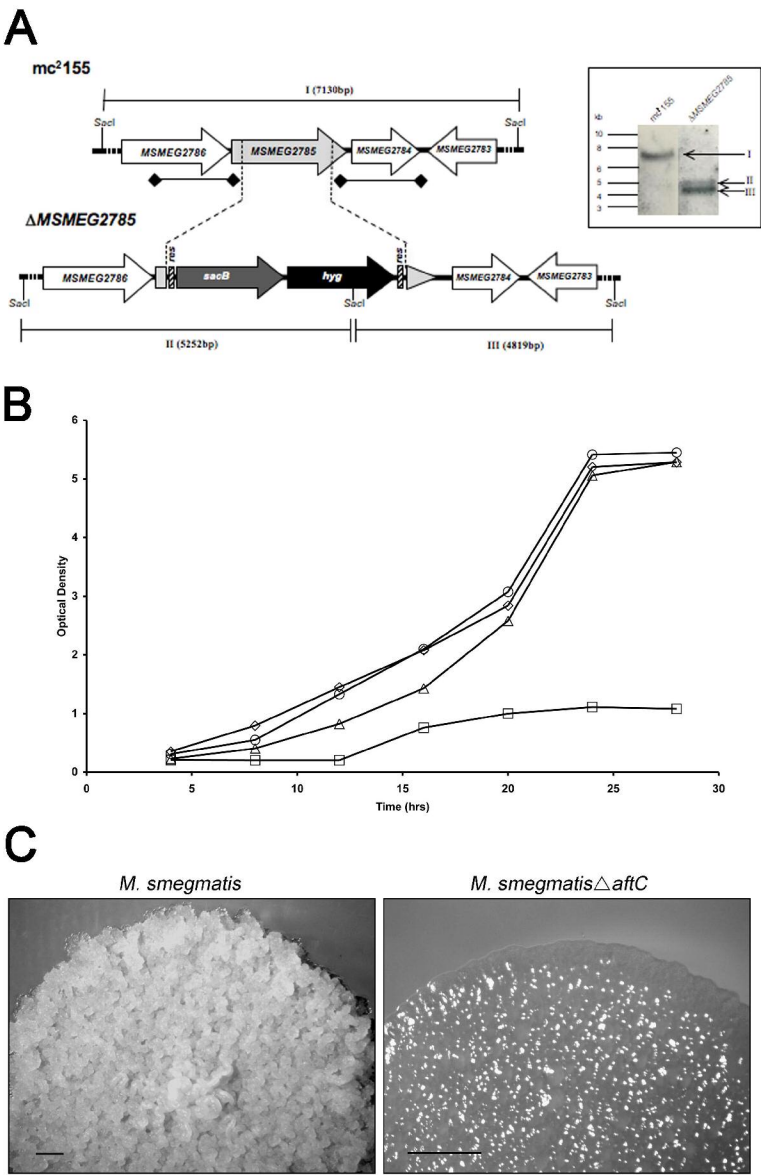 A
mc²155
I (7130bp)
SacI SacI
MSMEG2786 MSMEG2785 MSMEG2784 MSMEG2783
ΔMSMEG2785
res res
MSMEG2786 sacB hyg MSMEG2784 MSMEG2783
SacI SacI SacI
II (5252bp) III (4819bp)
mc²155 ΔMSMEG2785
kb
10
8
6
5
4
3
I
II
III
B
6
5
4
3
2
1
0
Optical Density
0 5 10 15 20 25 30
Time (hrs)
C
M. smegmatis M. smegmatis△aftC